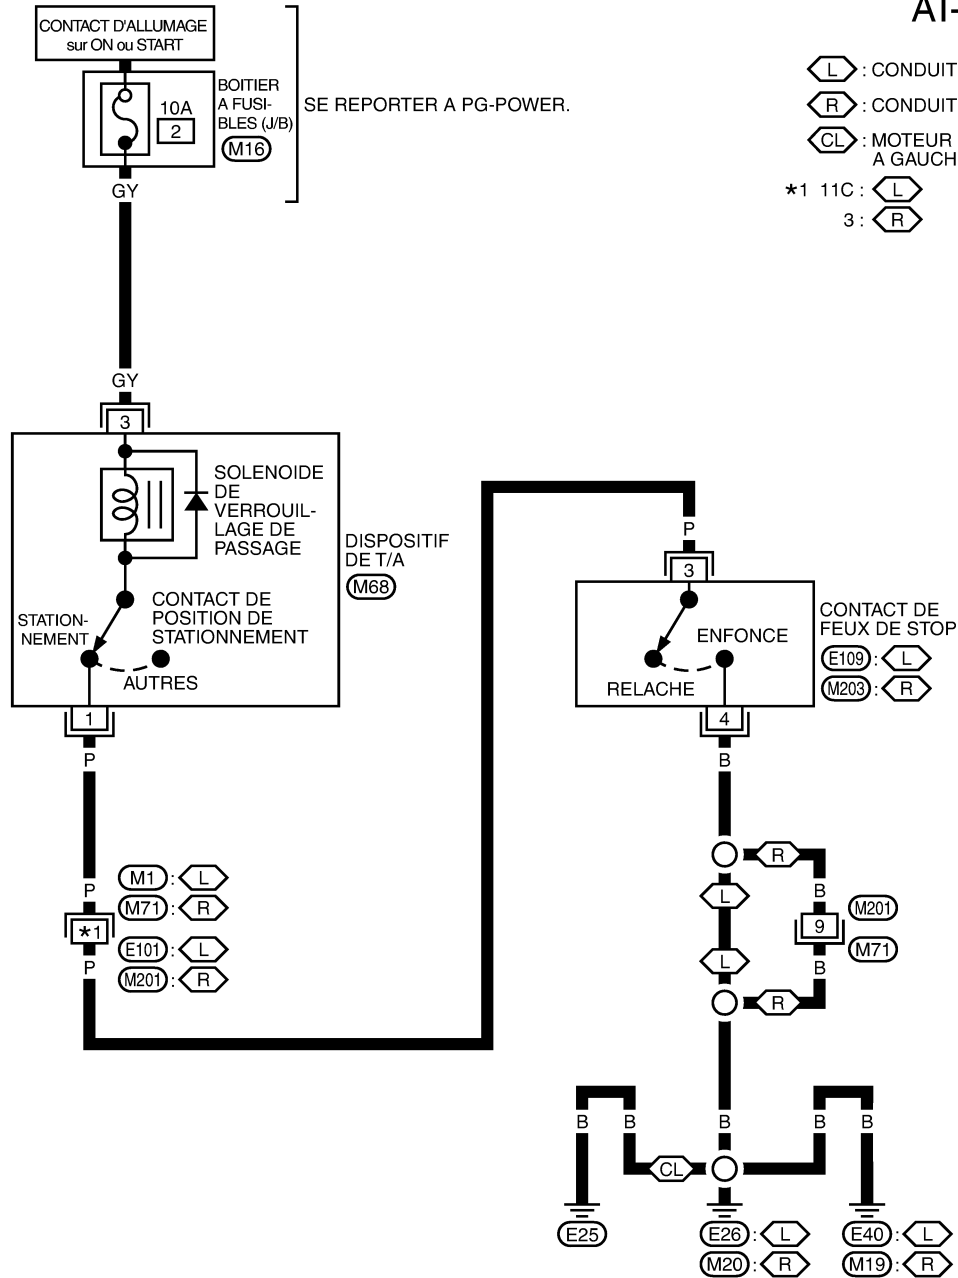 AT-
CONTACT D'ALLUMAGE
sur ON ou START
10A
2
BOITIER
A FUSI-
BLES (J/B)
M16
SE REPORTER A PG-POWER.
L : CONDUIT
R : CONDUIT
CL : MOTEUR
A GAUCH
*1 11C : L
3 : R
GY
GY
3
SOLENOIDE
DE
VERROUIL-
LAGE DE
PASSAGE
DISPOSITIF
DE T/A
M68
CONTACT DE
POSITION DE
STATIONNEMENT
STATION-
NEMENT
AUTRES
1
P
P
M1 : L
M71 : R
*1
E101 : L
M201 : R
P
P
3
ENFONCE
RELACHE
CONTACT DE
FEUX DE STOP
E109 : L
M203 : R
4
B
R
L
B
M201
9
M71
L
B
R
B
B
B
B
B
CL
E25
E26 : L
M20 : R
E40 : L
M19 : R